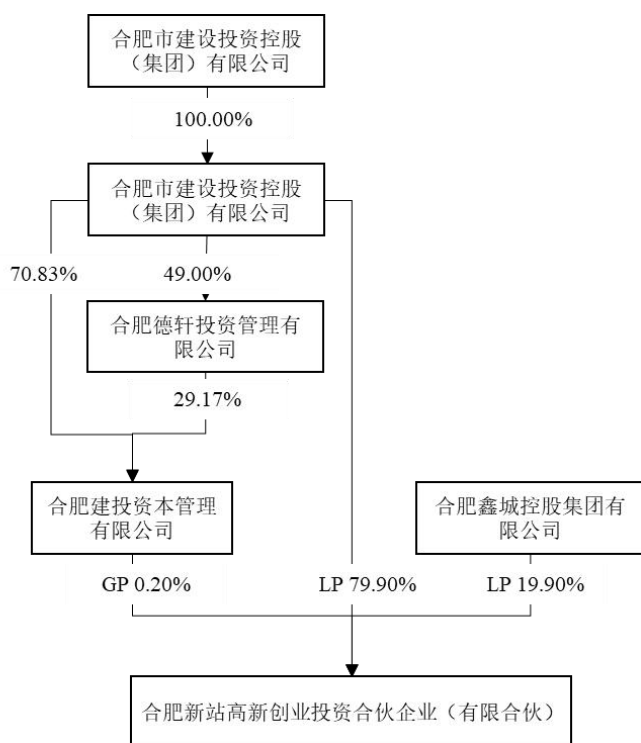 合肥市建设投资控股
（集团）有限公司
100.00%
合肥市建设投资控股
（集团）有限公司
70.83%
49.00%
合肥德轩投资管理有
限公司
29.17%
合肥建投资本管理
有限公司
合肥鑫城控股集团有
限公司
GP 0.20%
LP 79.90%
LP 19.90%
合肥新站高新创业投资合伙企业（有限合伙）